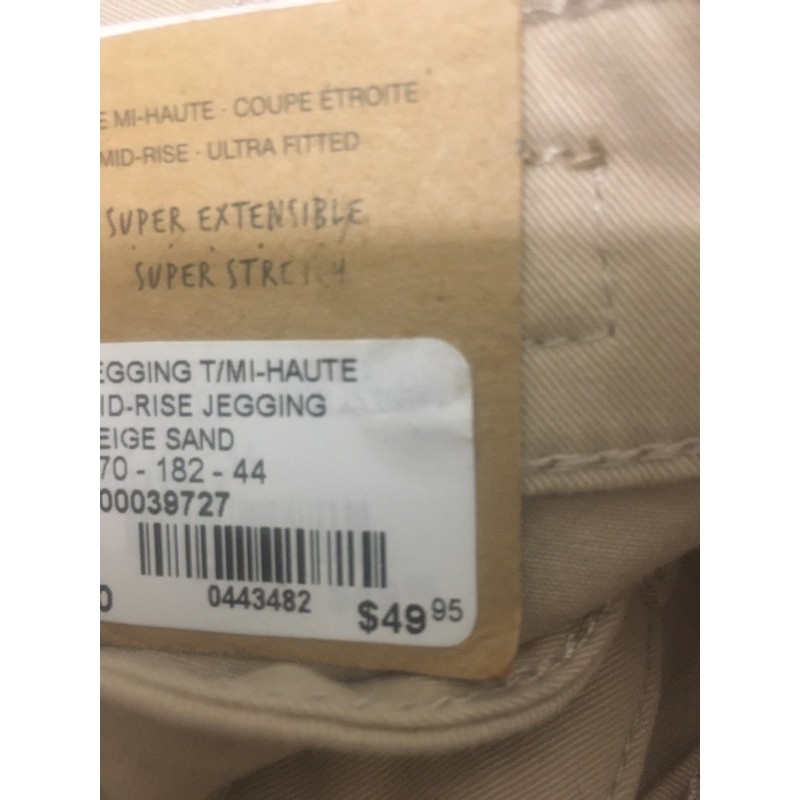 E MI-HAUTE · COUPE ÉTROITE
MID-RISE · ULTRA FITTED
SUPER EXTENSIBLE
SUPER STRETCH
EGGING T/MI-HAUTE
ID-RISE JEGGING
EIGE SAND
70 - 182 - 44
00039727
0443482
0
$49 95